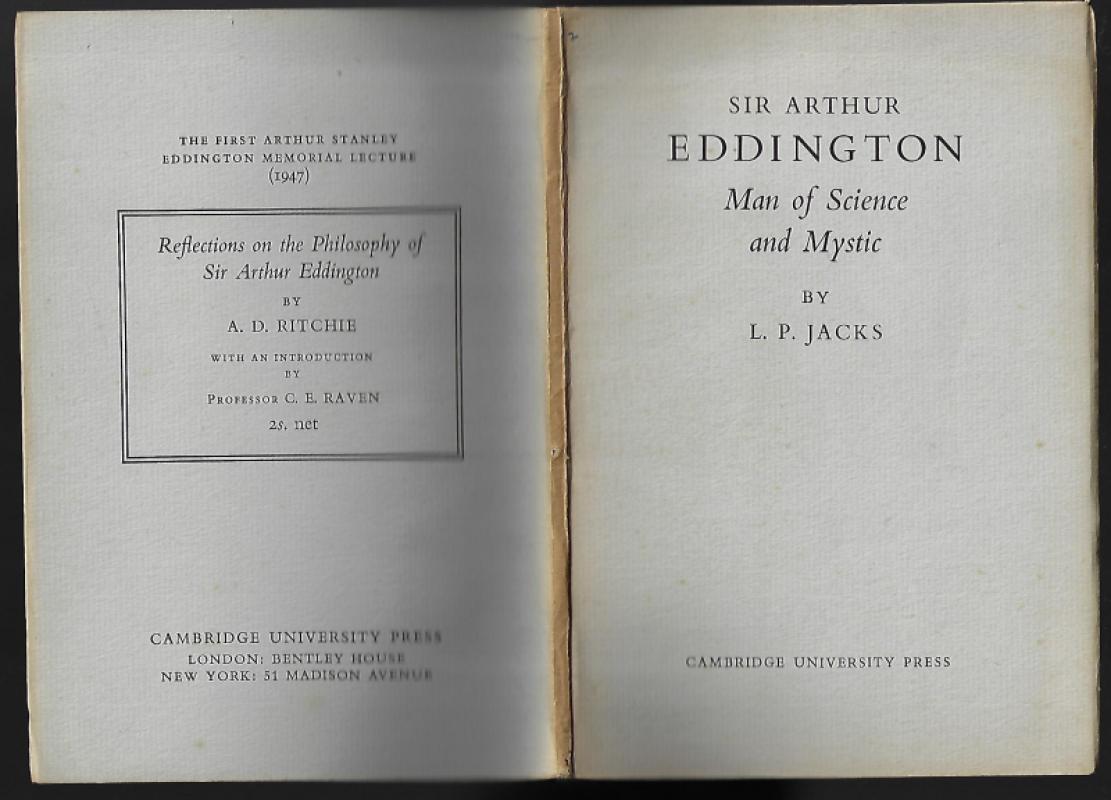 THE FIRST ARTHUR STANLEY
EDDINGTON MEMORIAL LECTURE
(1947)
Reflections on the Philosophy of
Sir Arthur Eddington
BY
A. D. RITCHIE
WITH AN INTRODUCTION
BY
PROFESSOR C. E. RAVEN
2s. net
CAMBRIDGE UNIVERSITY PRESS
LONDON: BENTLEY HOUSE
NEW YORK: 51 MADISON AVENUE
SIR ARTHUR
EDDINGTON
Man of Science
and Mystic
BY
L. P. JACKS
CAMBRIDGE UNIVERSITY PRESS